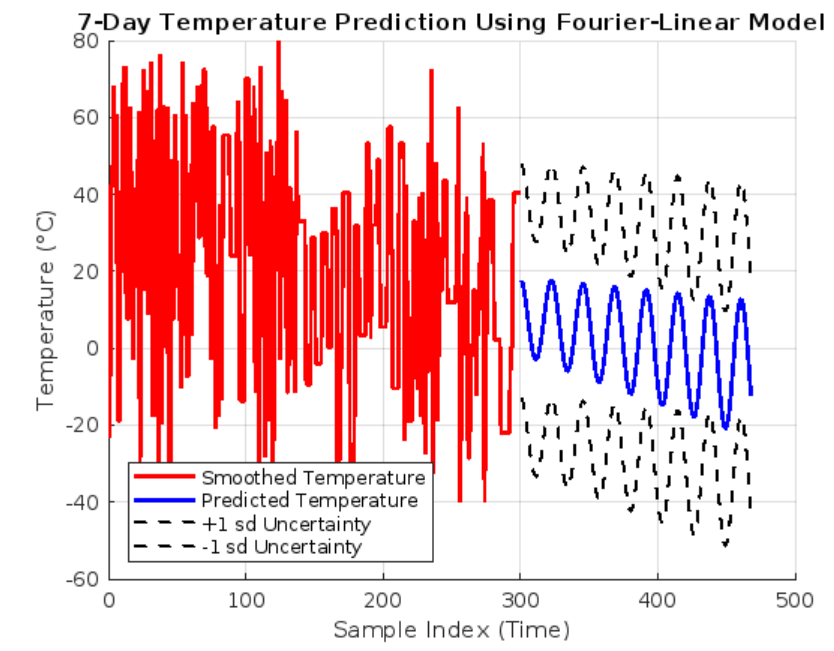 7-Day Temperature Prediction Using Fourier-Linear Model
80
60
40
20
0
-20
-40
-60
Temperature (°C)
Smoothed Temperature
Predicted Temperature
+1 sd Uncertainty
-1 sd Uncertainty
0 100 200 300 400 500
Sample Index (Time)